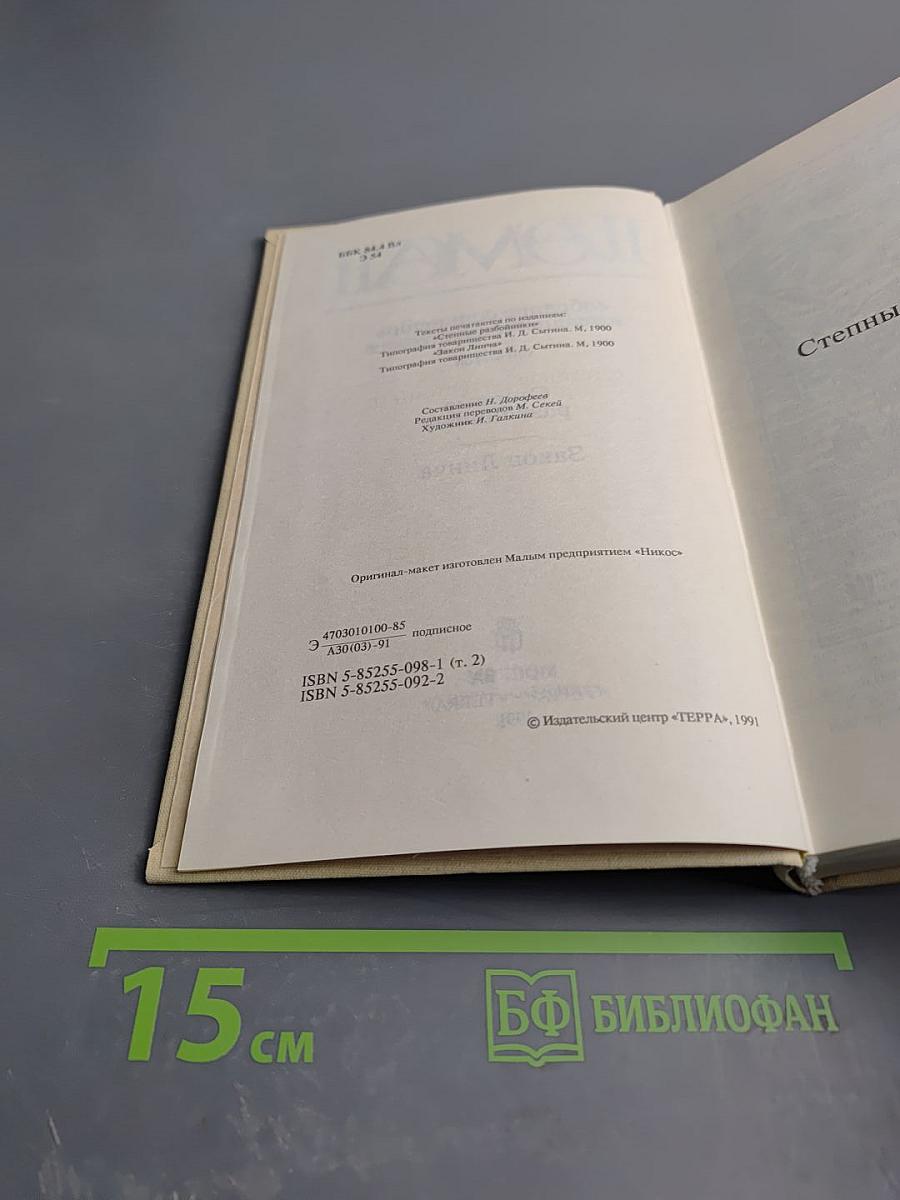 ББК 84.4 Вл
Э 54
Тексты печатаются по изданиям:
«Степные разбойники»
Типография товарищества И. Д. Сытина. М, 1900
«Закон Линча»
Типография товарищества И. Д. Сытина. М, 1900
Составление Н. Дорофеев
Редакция переводов М. Секей
Художник И. Галкина
Оригинал-макет изготовлен Малым предприятием «Никос»
Э 4703010100-85 подписное
А30(03)-91
ISBN 5-85255-098-1 (т. 2)
ISBN 5-85255-092-2
© Издательский центр «ТЕРРА», 1991
Степны
15 см
БФ БИБЛИОФАН